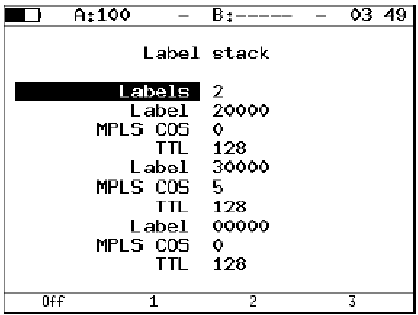 A:100 – B:----- – 03 49
Label stack
Labels 2
Label 20000
MPLS COS 0
TTL 128
Label 30000
MPLS COS 5
TTL 128
Label 00000
MPLS COS 0
TTL 128
Off 1 2 3